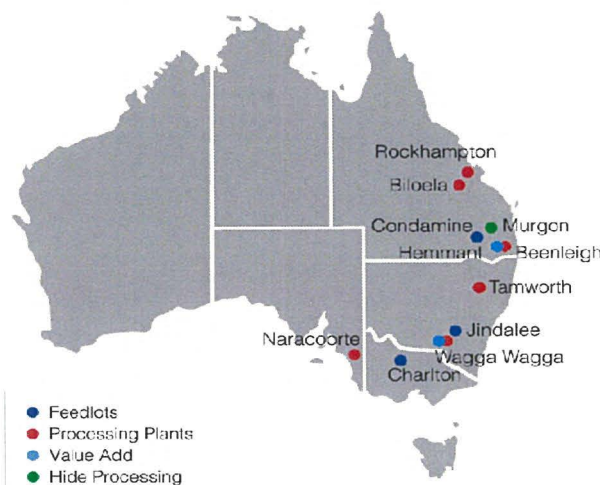 Rockhampton
Biloela
Condamine
Murgon
Hemmant
Beenleigh
Tamworth
Jindalee
Naracoorte
Wagga Wagga
Charlton
Feedlots
Processing Plants
Value Add
Hide Processing